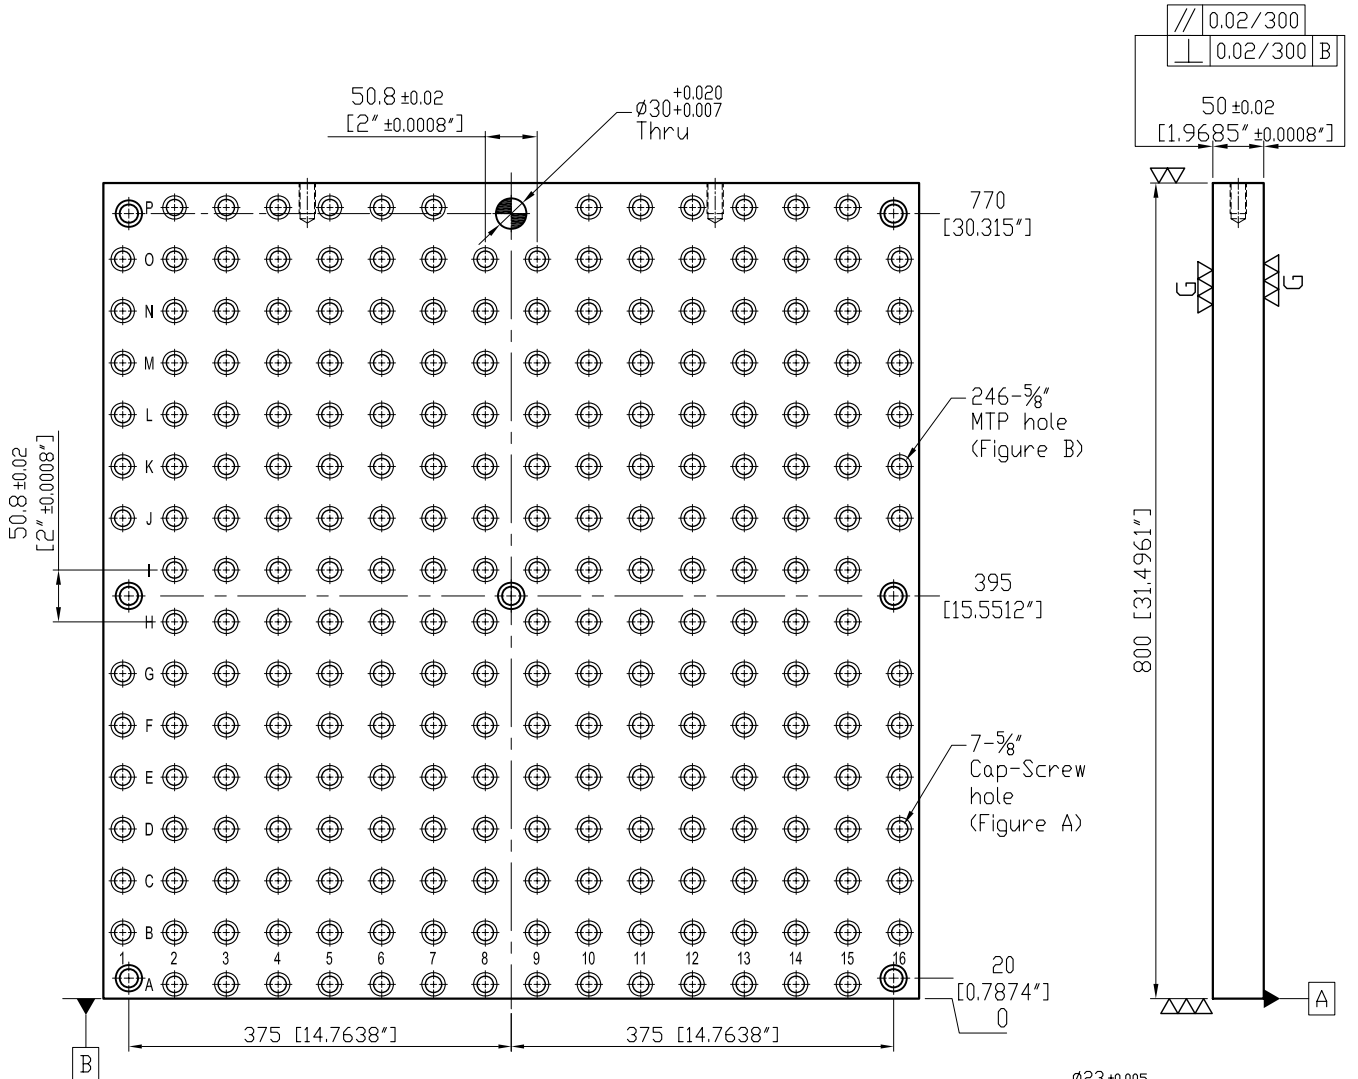 // 0.02/300
⊥ 0.02/300 B
50 ±0.02
[1.9685" ±0.0008"]
50.8 ±0.02
[2" ±0.0008"]
+0.020
ø30+0.007
Thru
770
[30.315"]
P
O
N
M
L
K
J
I
H
G
F
E
D
C
B
A
1 2 3 4 5 6 7 8 9 10 11 12 13 14 15 16
G
G
246-⅝"
MTP hole
(Figure B)
50.8 ±0.02
[2" ±0.0008"]
395
[15.5512"]
800 [31.4961"]
7-⅝"
Cap-Screw
hole
(Figure A)
20
[0.7874"]
0
A
375 [14.7638"]
375 [14.7638"]
B
ø23 ±0.005